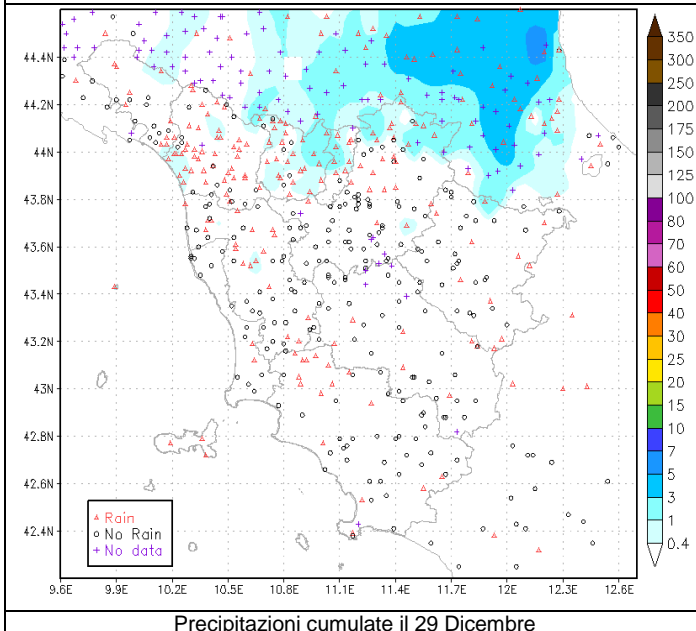 44.4N
44.2N
44N
43.8N
43.6N
43.4N
43.2N
43N
42.8N
42.6N
42.4N
9.6E 9.9E 10.2E 10.5E 10.8E 11.1E 11.4E 11.7E 12E 12.3E 12.6E
Rain
No Rain
No data
350
300
250
200
175
150
125
100
80
70
60
50
40
30
25
20
15
10
7
5
3
1
0.4
Precipitazioni cumulate il 29 Dicembre